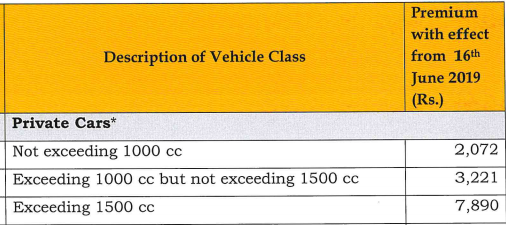 Description of Vehicle Class
Premium
with effect
from 16th
June 2019
(Rs.)
Private Cars*
Not exceeding 1000 cc 2,072
Exceeding 1000 cc but not exceeding 1500 cc 3,221
Exceeding 1500 cc 7,890